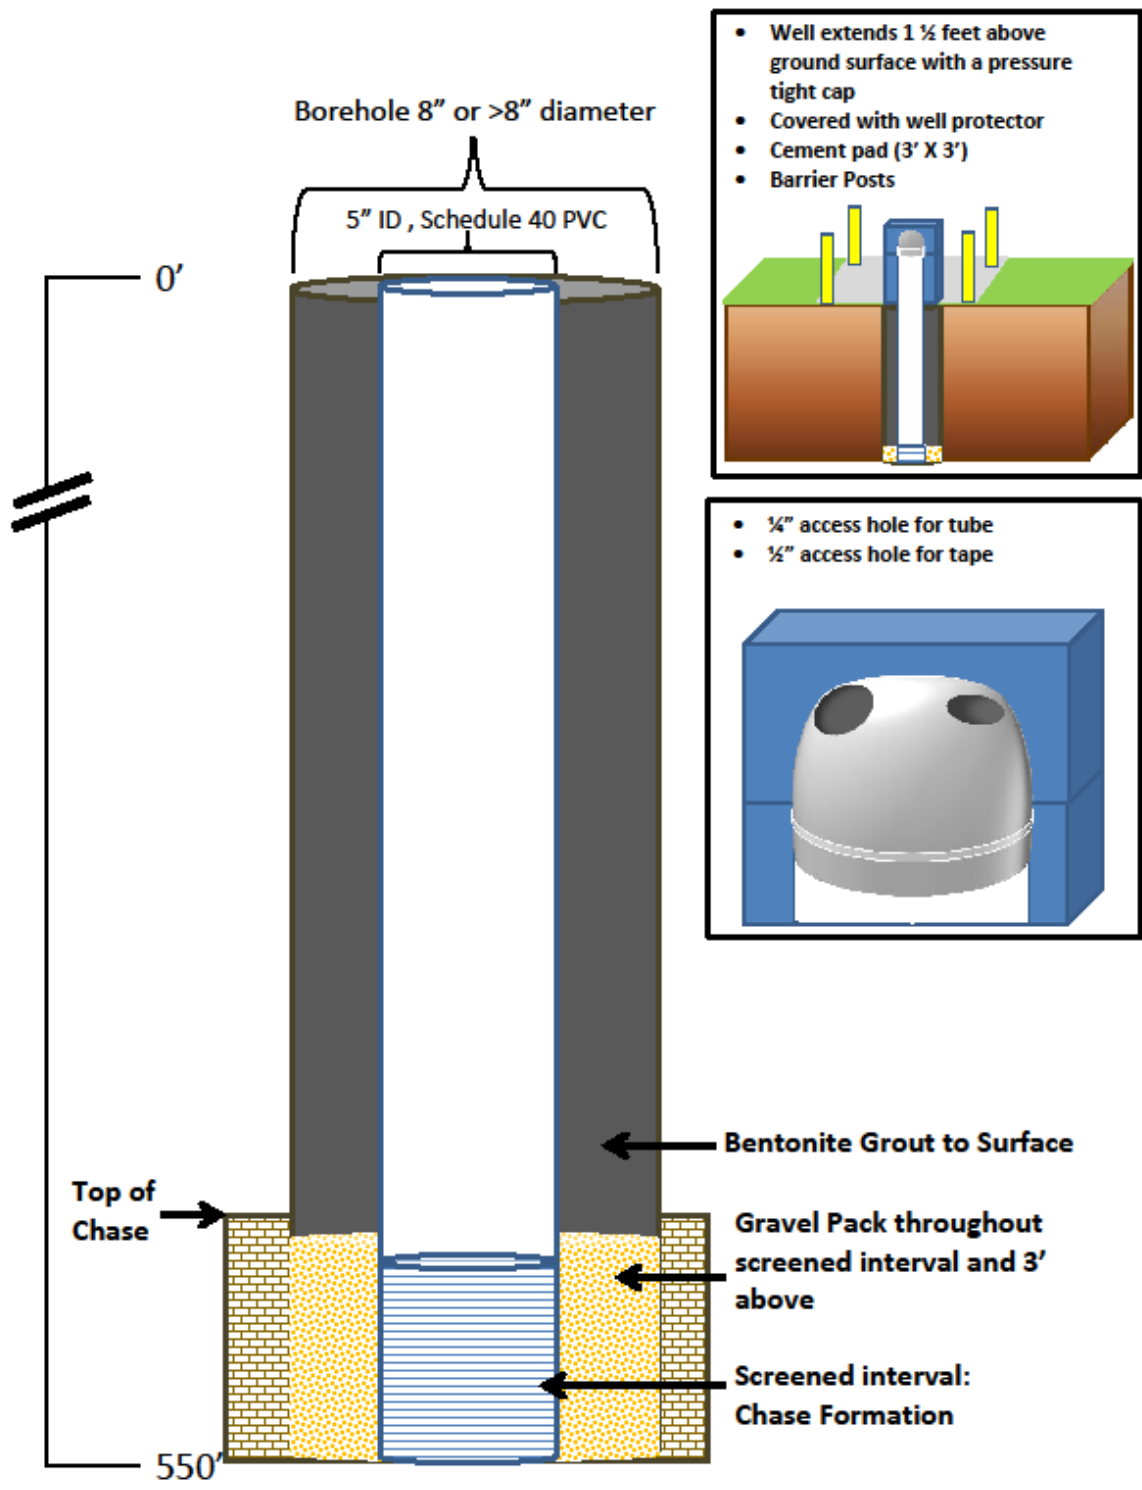 • Well extends 1 ½ feet above
ground surface with a pressure
tight cap
• Covered with well protector
• Cement pad (3’ X 3’)
• Barrier Posts
Borehole 8” or >8” diameter
5” ID , Schedule 40 PVC
0’
• ¼” access hole for tube
• ½” access hole for tape
Bentonite Grout to Surface
Top of
Chase
Gravel Pack throughout
screened interval and 3’
above
Screened interval:
Chase Formation
550’